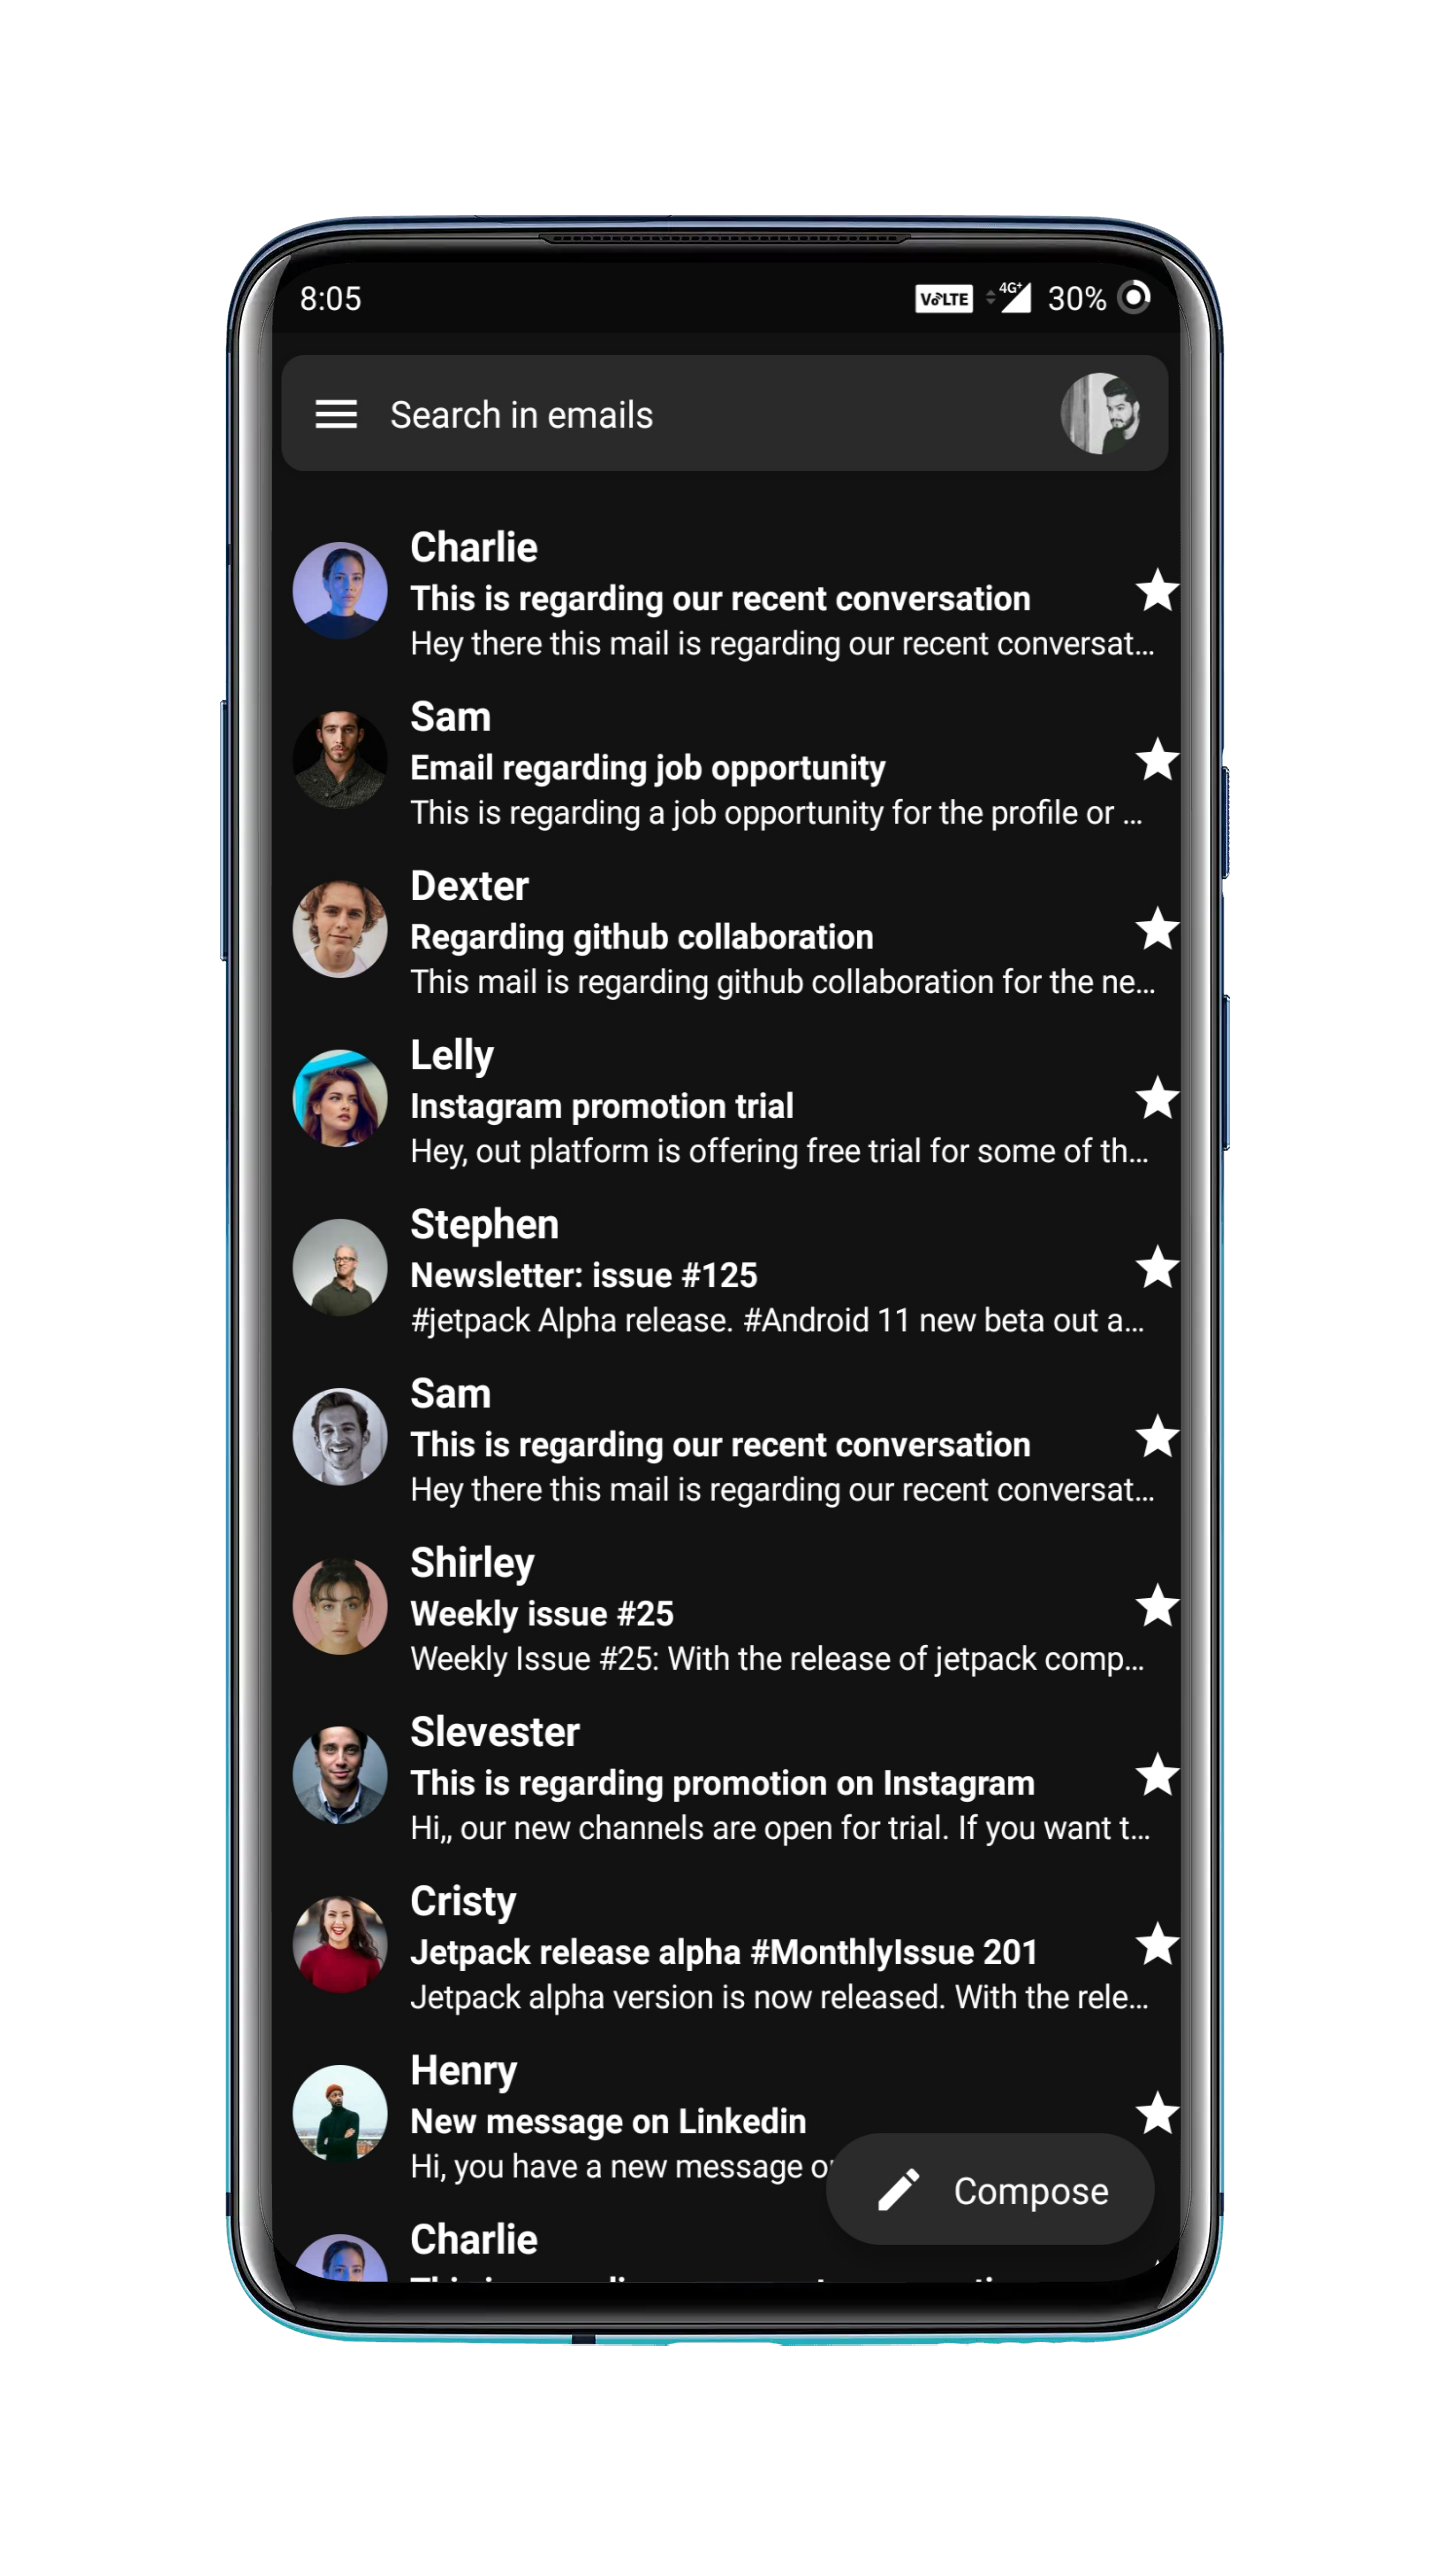 8:05 VoLTE 4G+ 30%
Search in emails
Charlie
This is regarding our recent conversation
Hey there this mail is regarding our recent conversat...
Sam
Email regarding job opportunity
This is regarding a job opportunity for the profile or ...
Dexter
Regarding github collaboration
This mail is regarding github collaboration for the ne...
Lelly
Instagram promotion trial
Hey, out platform is offering free trial for some of th...
Stephen
Newsletter: issue #125
#jetpack Alpha release. #Android 11 new beta out a...
Sam
This is regarding our recent conversation
Hey there this mail is regarding our recent conversat...
Shirley
Weekly issue #25
Weekly Issue #25: With the release of jetpack comp...
Slevester
This is regarding promotion on Instagram
Hi,, our new channels are open for trial. If you want t...
Cristy
Jetpack release alpha #MonthlyIssue 201
Jetpack alpha version is now released. With the rele...
Henry
New message on Linkedin
Hi, you have a new message
Compose
Charlie